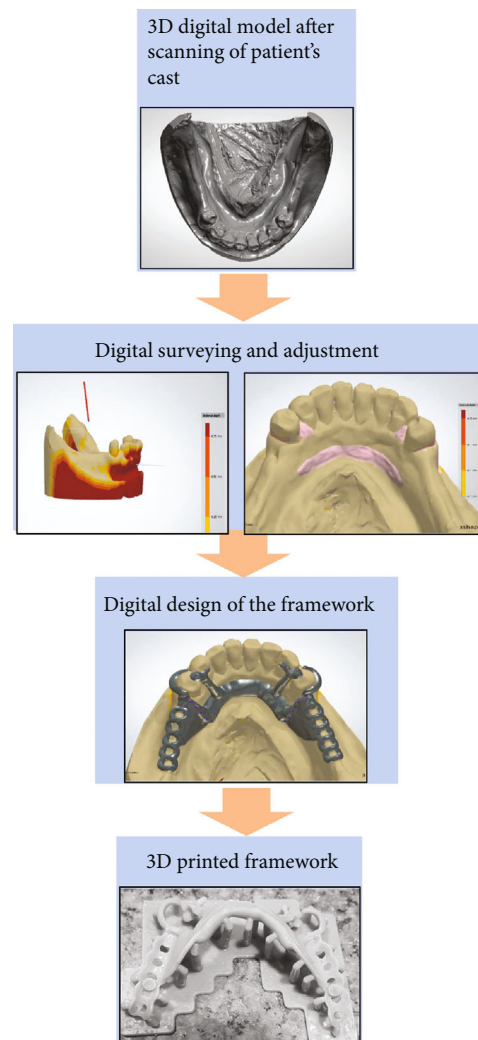 3D digital model after
scanning of patient's
cast
Digital surveying and adjustment
Digital design of the framework
3D printed framework